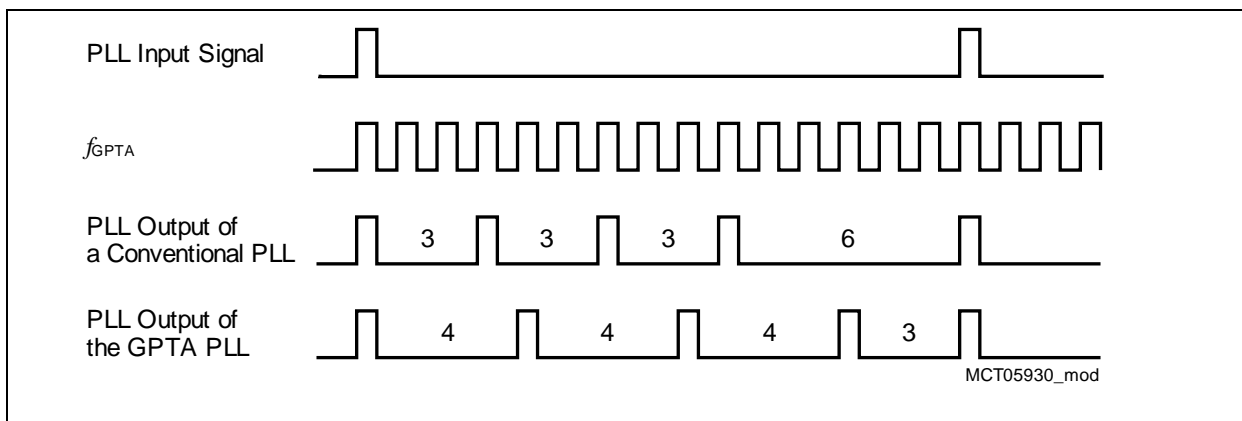 PLL Input Signal
fGPTA
PLL Output of
a Conventional PLL
3 3 3 6
PLL Output of
the GPTA PLL
4 4 4 3
MCT05930_mod